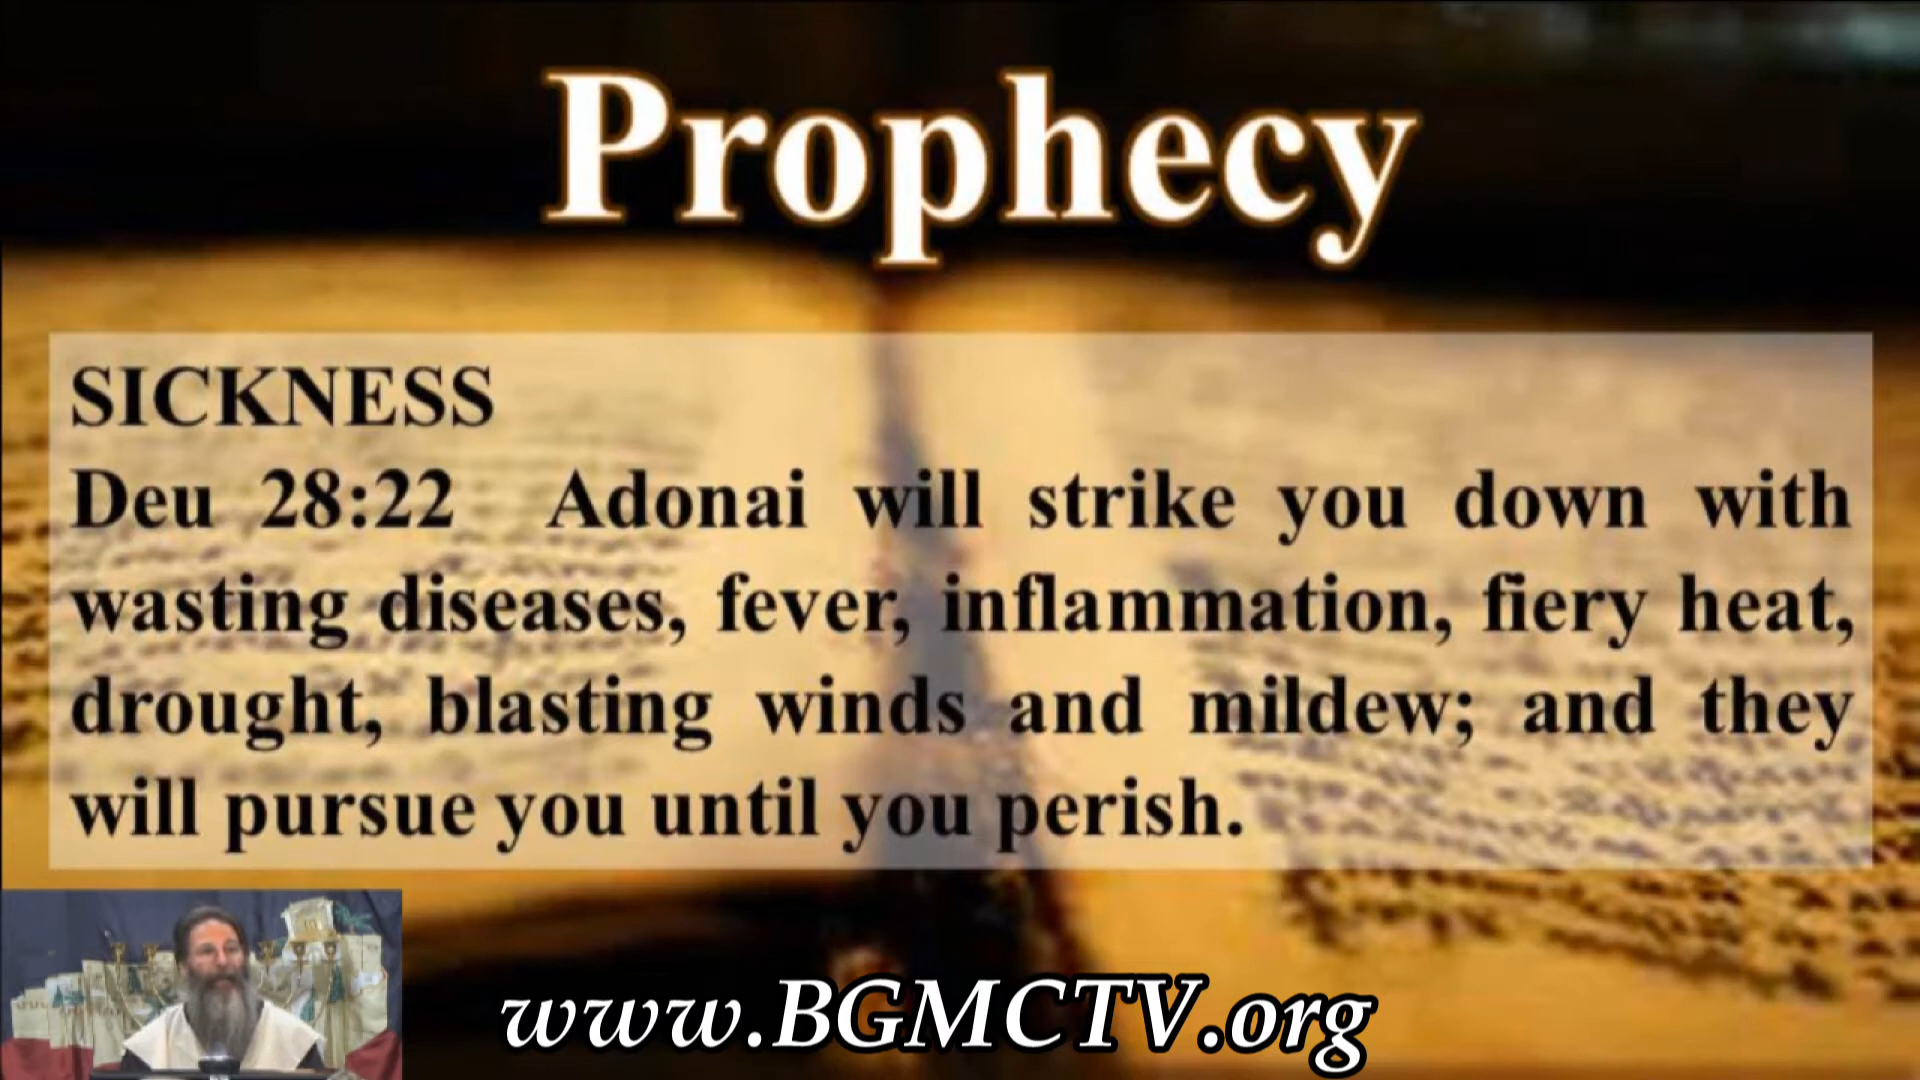 Prophecy
SICKNESS
Deu 28:22 Adonai will strike you down with
wasting diseases, fever, inflammation, fiery heat,
drought, blasting winds and mildew; and they
will pursue you until you perish.
www.BGMCTV.org